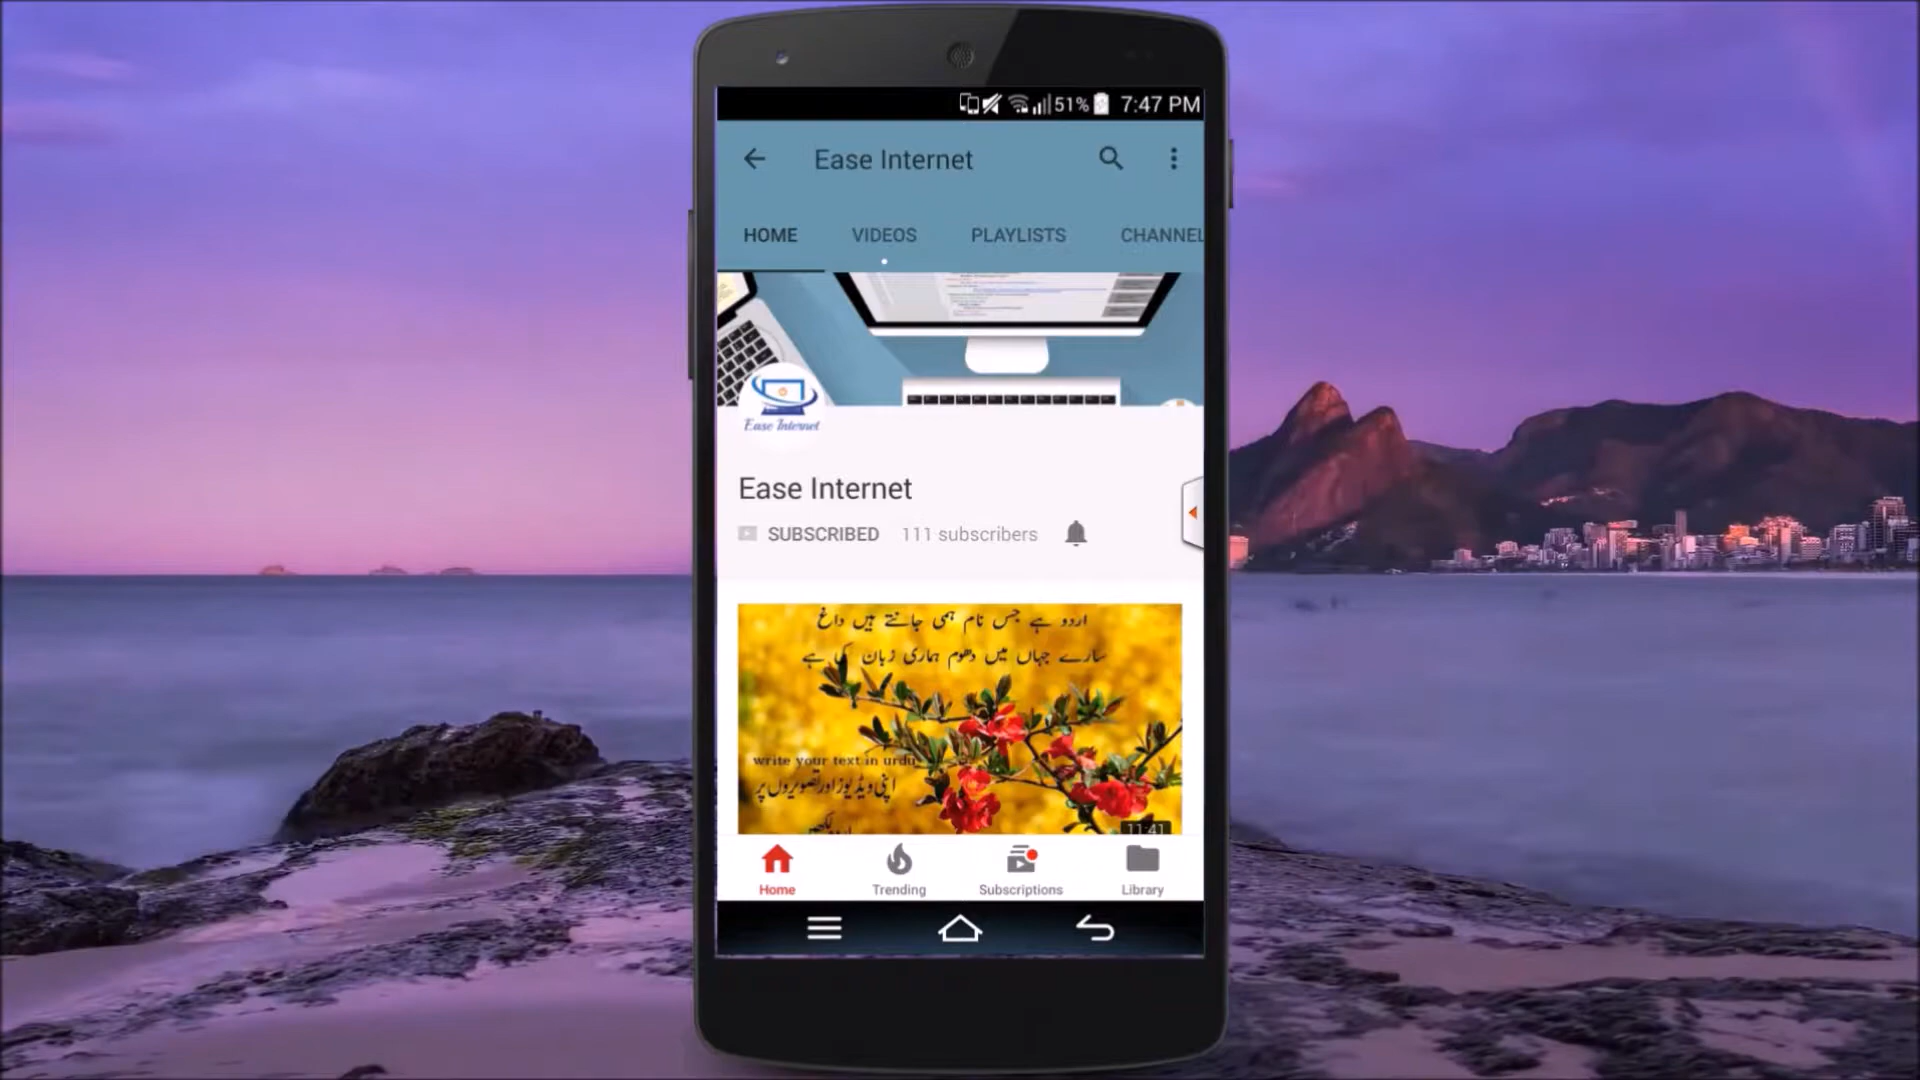 51% 7:47 PM
Ease Internet
HOME VIDEOS PLAYLISTS CHANNEL
Ease Internet
Ease Internet
SUBSCRIBED 111 subscribers
اردو ہے جس نام ہمی جانتے ہیں داغ
سارے جہاں میں دھوم ہماری زبان کی ہے
write your text in urdu
اپنی ویڈیوز اور تصویروں پر
11:41
Home Trending Subscriptions Library